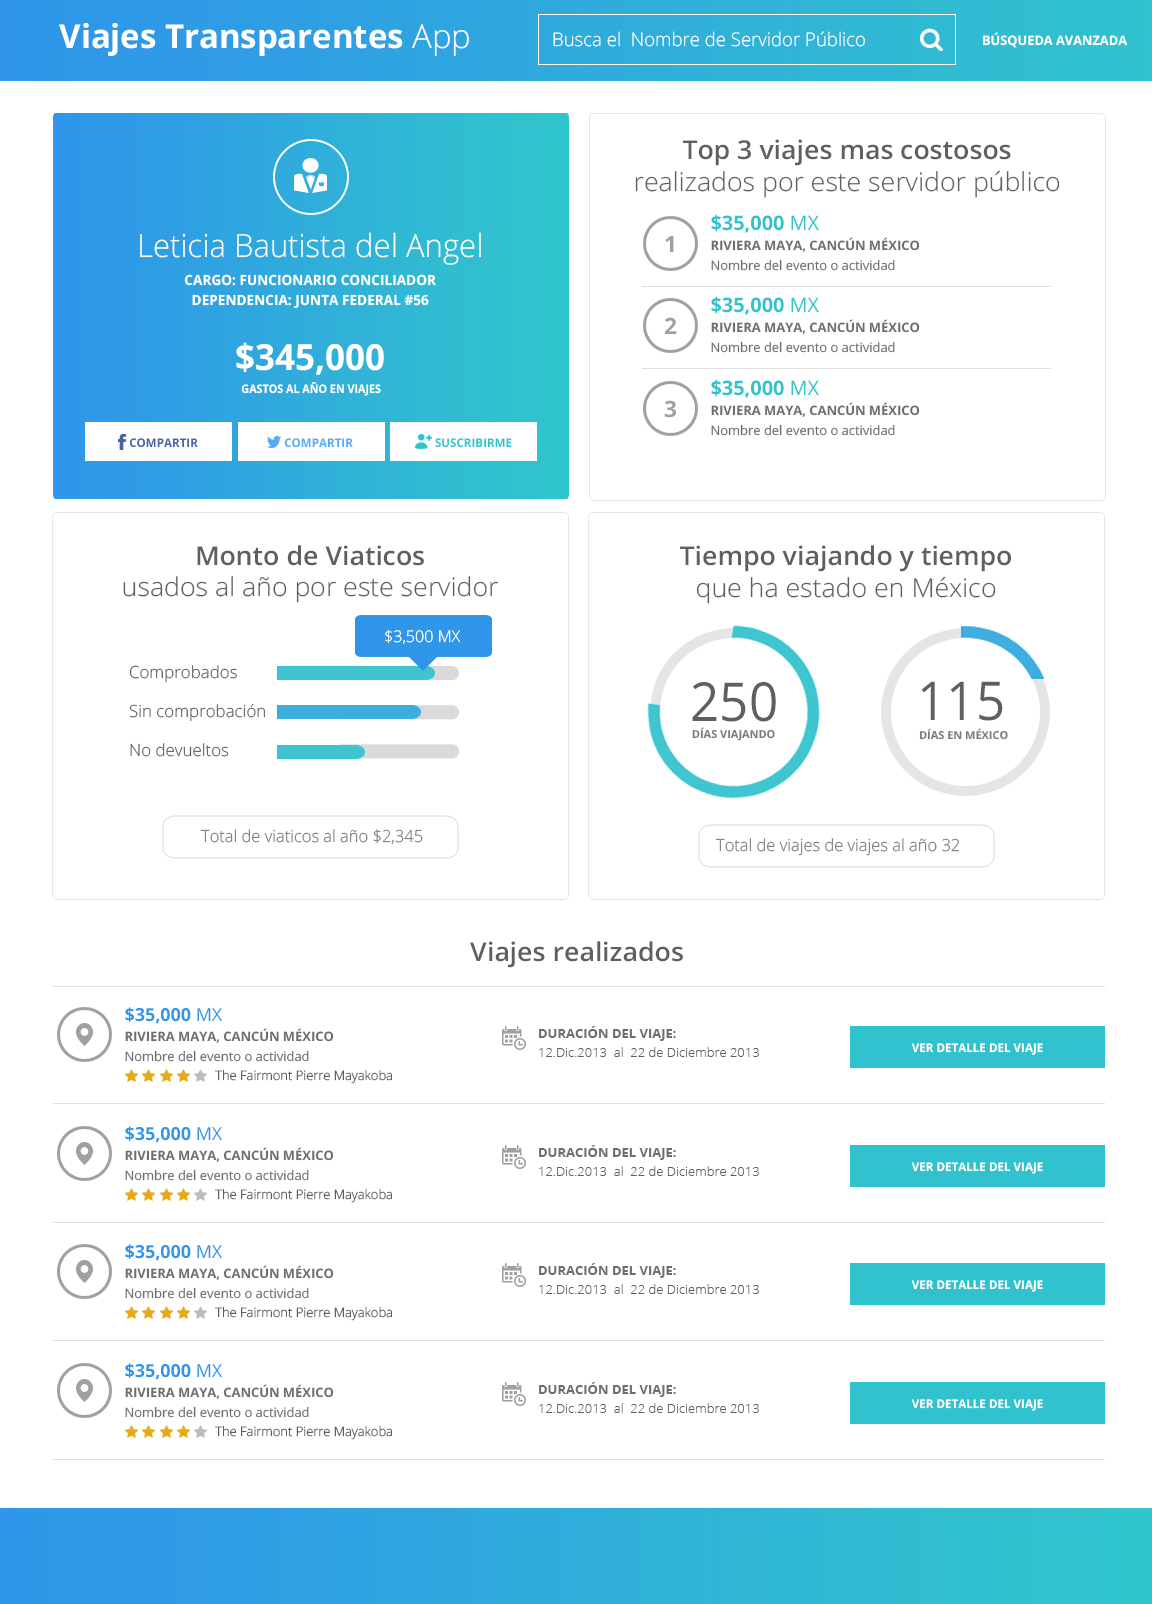 Viajes Transparentes App
Busca el Nombre de Servidor Público
BÚSQUEDA AVANZADA
Leticia Bautista del Angel
CARGO: FUNCIONARIO CONCILIADOR
DEPENDENCIA: JUNTA FEDERAL #56
$345,000
GASTOS AL AÑO EN VIAJES
COMPARTIR
COMPARTIR
SUSCRIBIRME
Top 3 viajes mas costosos
realizados por este servidor público
1
$35,000 MX
RIVIERA MAYA, CANCÚN MÉXICO
Nombre del evento o actividad
2
$35,000 MX
RIVIERA MAYA, CANCÚN MÉXICO
Nombre del evento o actividad
3
$35,000 MX
RIVIERA MAYA, CANCÚN MÉXICO
Nombre del evento o actividad
Monto de Viaticos
usados al año por este servidor
$3,500 MX
Comprobados
Sin comprobación
No devueltos
Total de viaticos al año $2,345
Tiempo viajando y tiempo
que ha estado en México
250
DÍAS VIAJANDO
115
DÍAS EN MÉXICO
Total de viajes de viajes al año 32
Viajes realizados
$35,000 MX
RIVIERA MAYA, CANCÚN MÉXICO
Nombre del evento o actividad
The Fairmont Pierre Mayakoba
DURACIÓN DEL VIAJE:
12.Dic.2013 al 22 de Diciembre 2013
VER DETALLE DEL VIAJE
$35,000 MX
RIVIERA MAYA, CANCÚN MÉXICO
Nombre del evento o actividad
The Fairmont Pierre Mayakoba
DURACIÓN DEL VIAJE:
12.Dic.2013 al 22 de Diciembre 2013
VER DETALLE DEL VIAJE
$35,000 MX
RIVIERA MAYA, CANCÚN MÉXICO
Nombre del evento o actividad
The Fairmont Pierre Mayakoba
DURACIÓN DEL VIAJE:
12.Dic.2013 al 22 de Diciembre 2013
VER DETALLE DEL VIAJE
$35,000 MX
RIVIERA MAYA, CANCÚN MÉXICO
Nombre del evento o actividad
The Fairmont Pierre Mayakoba
DURACIÓN DEL VIAJE:
12.Dic.2013 al 22 de Diciembre 2013
VER DETALLE DEL VIAJE